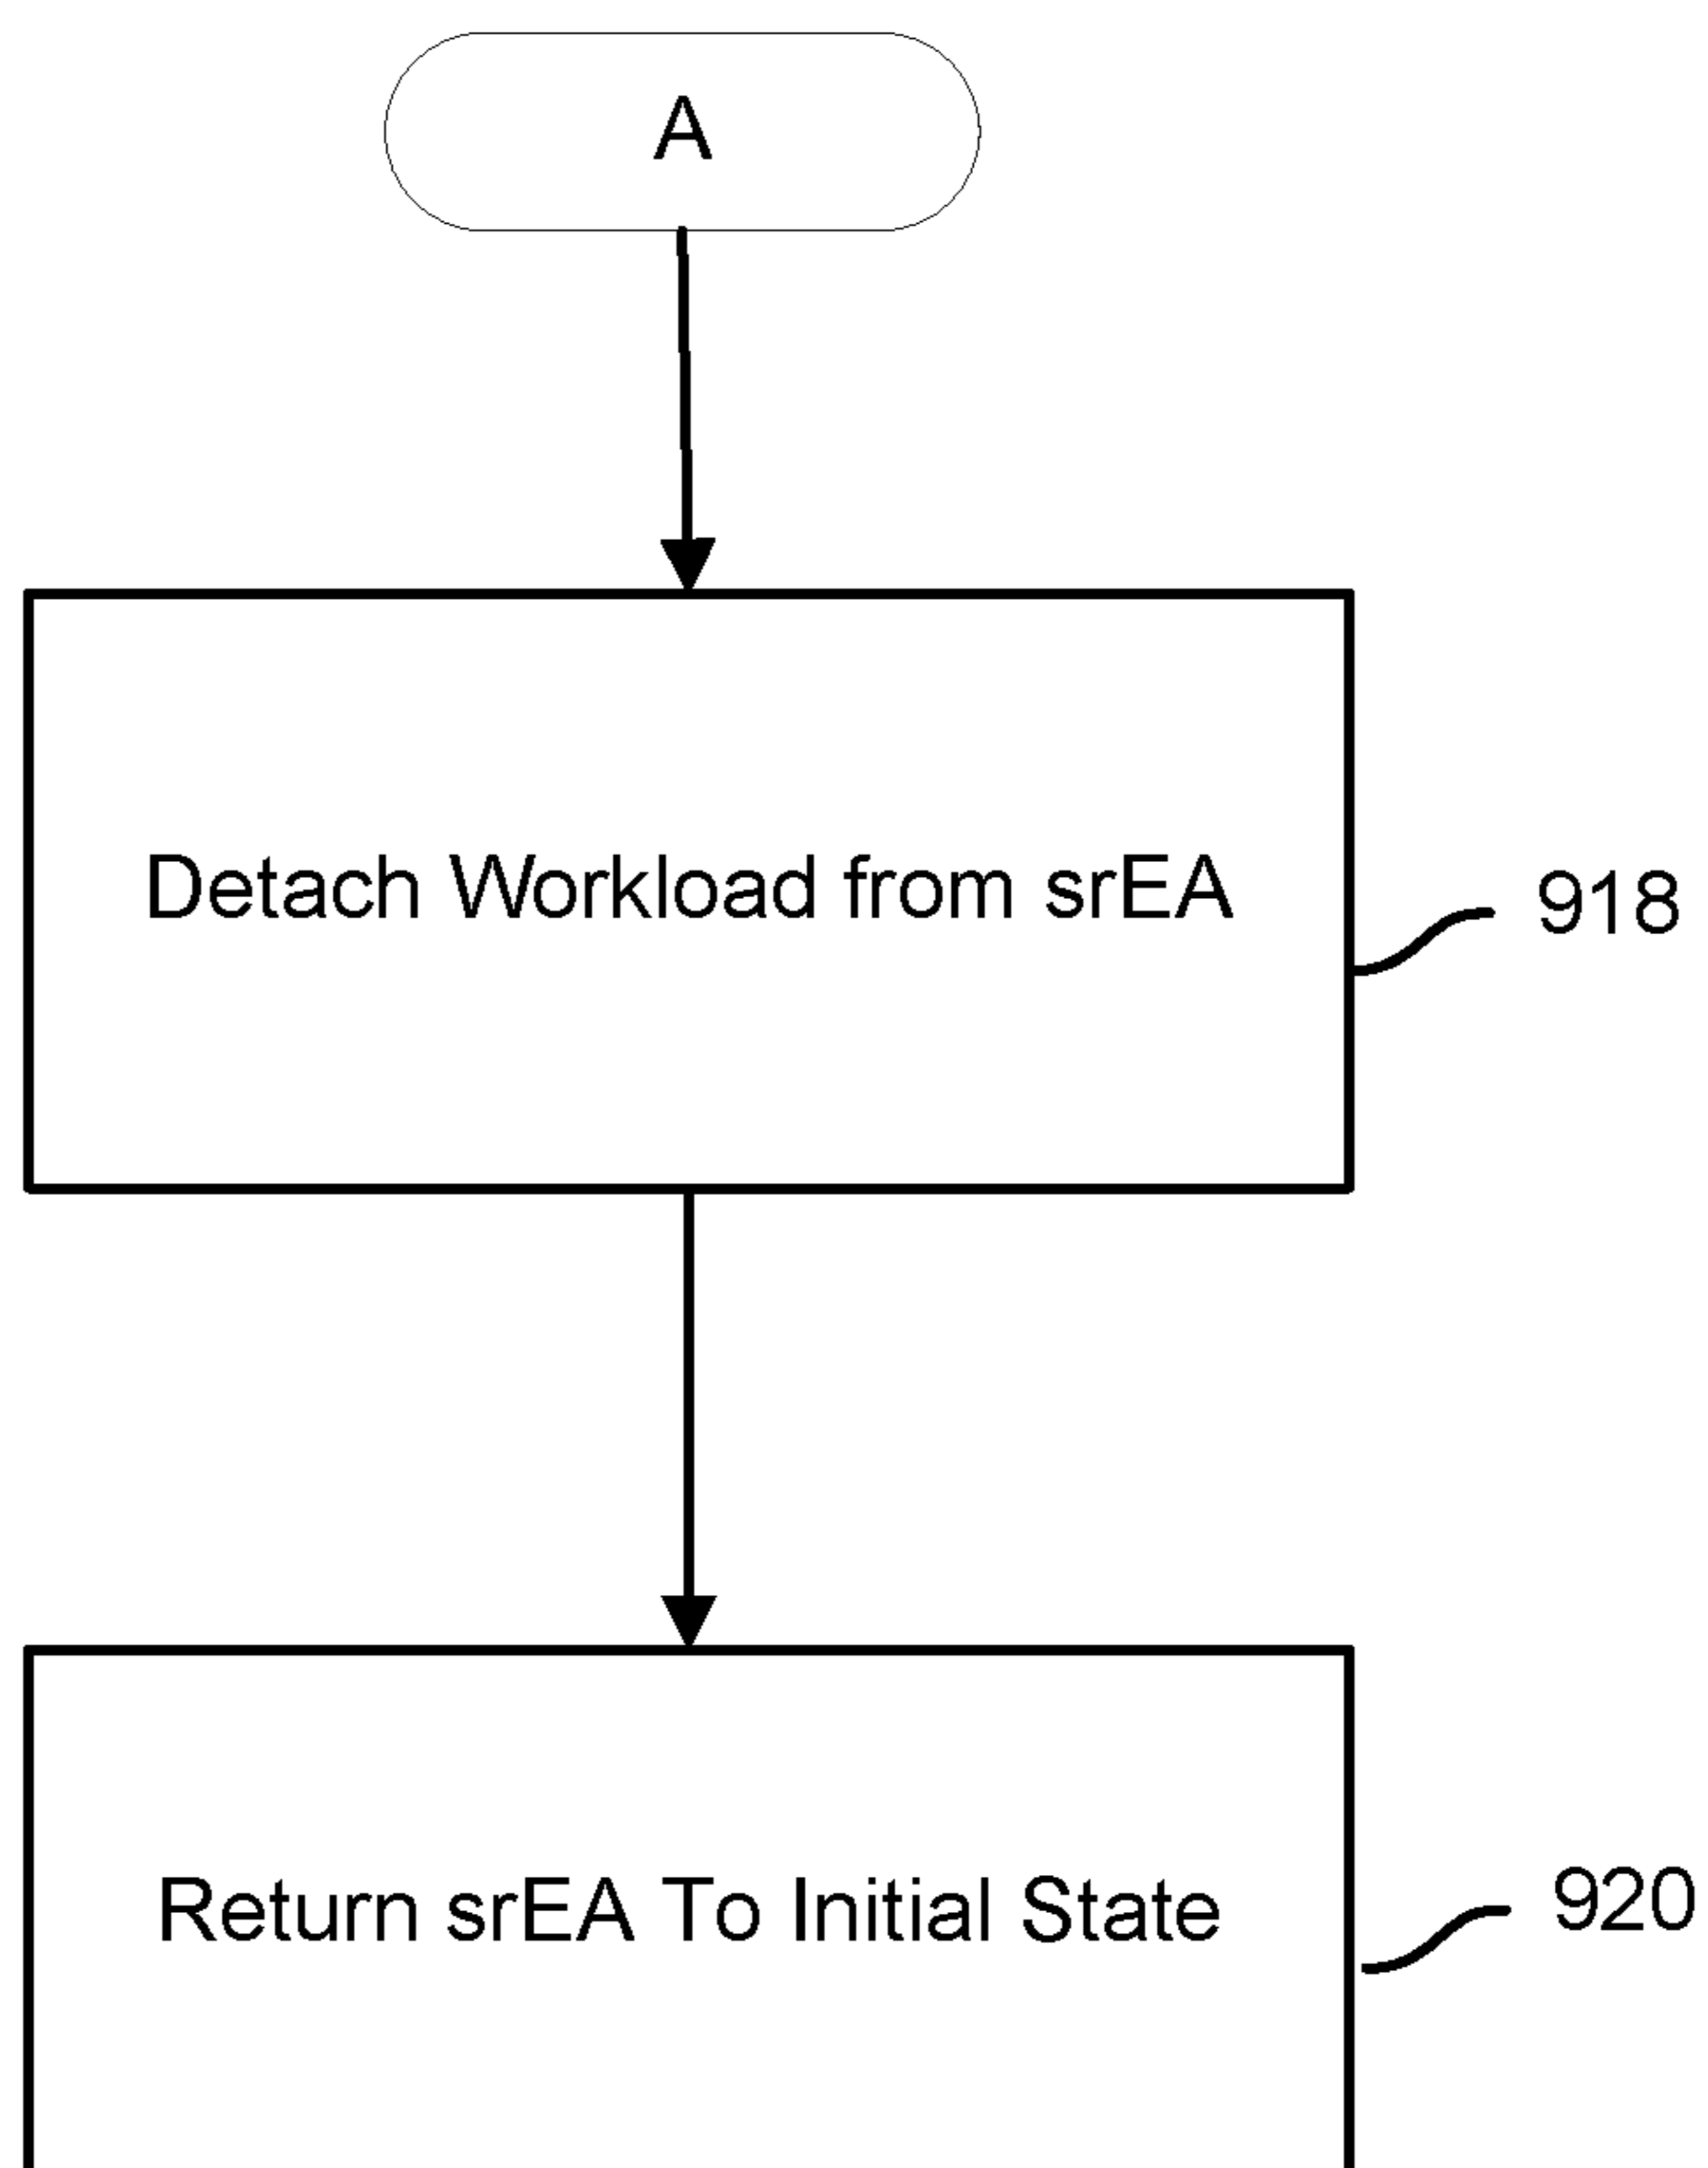 A
Detach Workload from srEA
918
Return srEA To Initial State
920